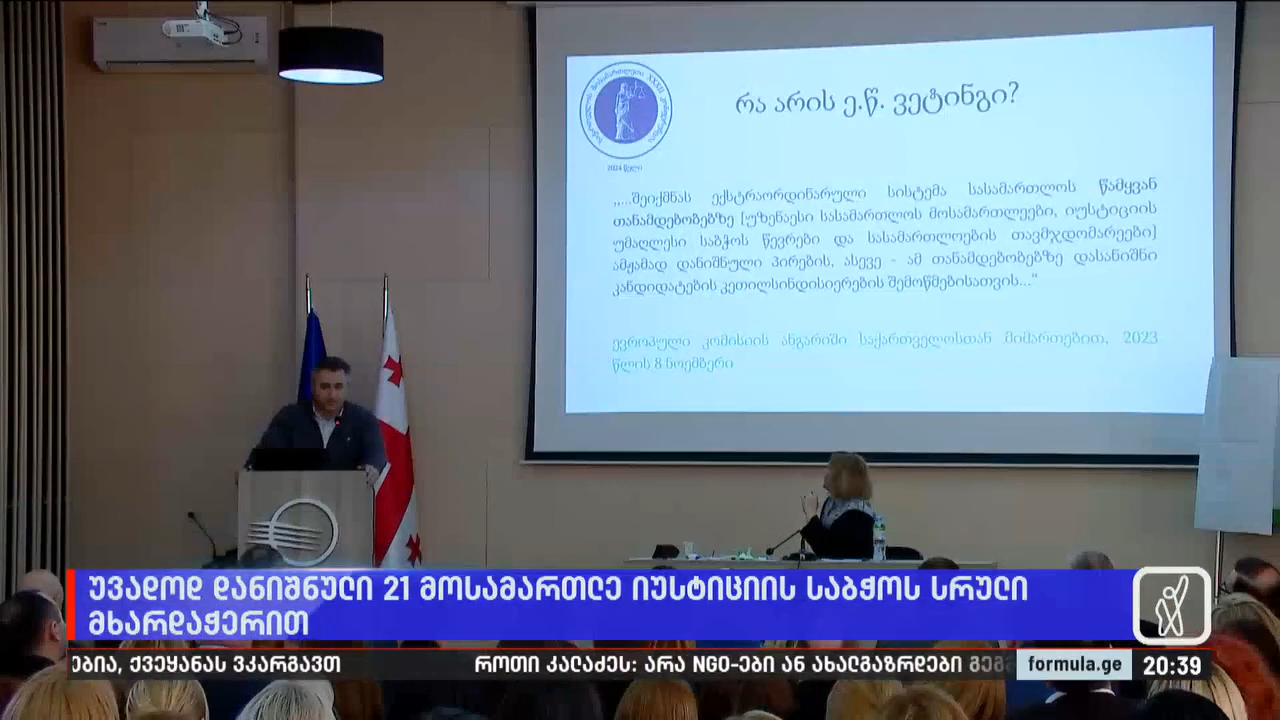 რა არის ე.წ. ვეტინგი?
2024 წელი
„...შეიქმნას ექსტრაორდინარული სისტემა სასამართლოს წამყვან
თანამდებობებზე [უზენაესი სასამართლოს მოსამართლეები, იუსტიციის
უმაღლესი საბჭოს წევრები და სასამართლოების თავმჯდომარეები]
ამჟამად დანიშნული პირების, ასევე - ამ თანამდებობებზე დასანიშნი
კანდიდატების კეთილსინდისიერების შემოწმებისათვის..."
ევროპული კომისიის ანგარიში საქართველოსთან მიმართებით, 2023
წლის 8 ნოემბერი
უვადოდ დანიშნული 21 მოსამართლე იუსტიციის საბჭოს სრული
მხარდაჭერით
ებია, ქვეყანას ვკარგავთ როთი კალაძეს: არა NGO-ები ან ახალგაზრდები გეგმ formula.ge 20:39